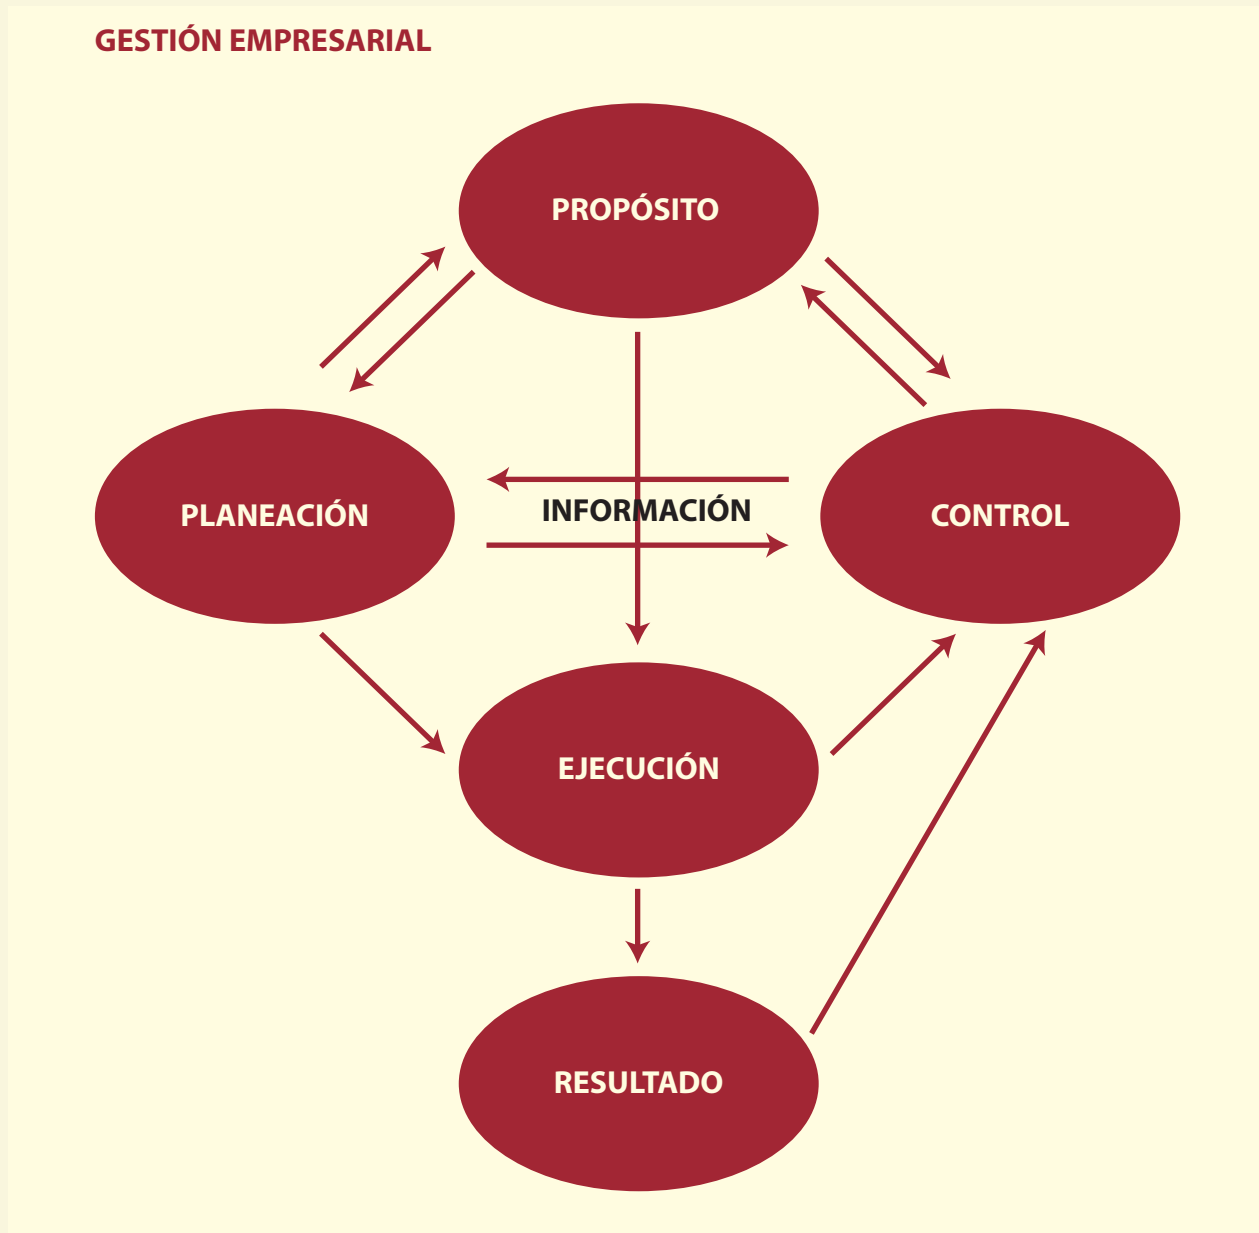 GESTIÓN EMPRESARIAL
PROPÓSITO
PLANEACIÓN
INFORMACIÓN
CONTROL
EJECUCIÓN
RESULTADO